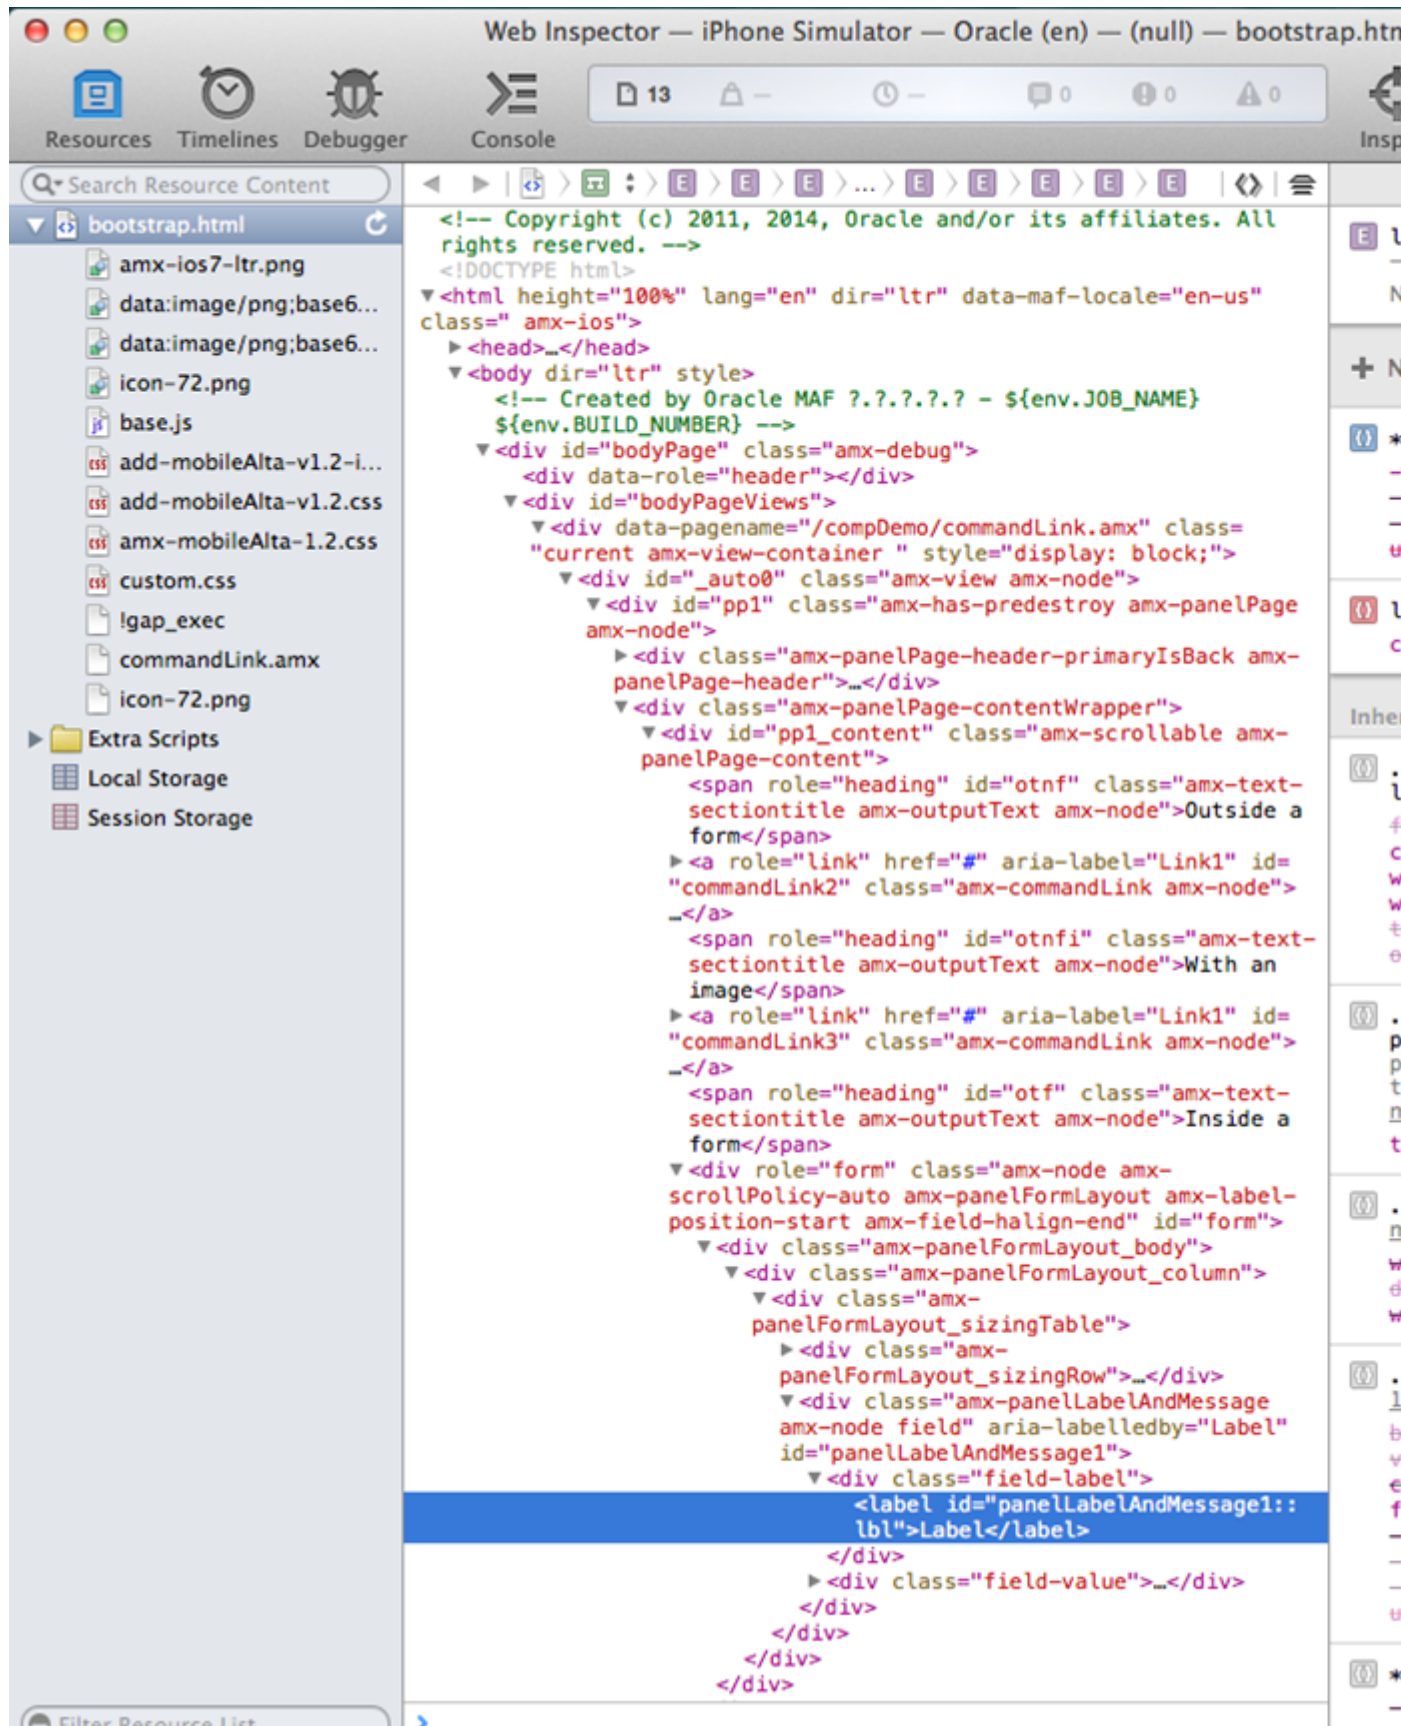 Web Inspector — iPhone Simulator — Oracle (en) — (null) — bootstrap.htm
13 — — 0 0 0
Resources Timelines Debugger Console Insp
Search Resource Content
bootstrap.html
amx-ios7-ltr.png
data:image/png;base6...
data:image/png;base6...
icon-72.png
base.js
add-mobileAlta-v1.2-i...
add-mobileAlta-v1.2.css
amx-mobileAlta-1.2.css
custom.css
!gap_exec
commandLink.amx
icon-72.png
Extra Scripts
Local Storage
Session Storage
Filter Resource List
E E E ... E E E E E
<!-- Copyright (c) 2011, 2014, Oracle and/or its affiliates. All
rights reserved. -->
<!DOCTYPE html>
<html height="100%" lang="en" dir="ltr" data-maf-locale="en-us"
class=" amx-ios">
<head>…</head>
<body dir="ltr" style>
<!-- Created by Oracle MAF ?.?.?.?.? - ${env.JOB_NAME}
${env.BUILD_NUMBER} -->
<div id="bodyPage" class="amx-debug">
<div data-role="header"></div>
<div id="bodyPageViews">
<div data-pagename="/compDemo/commandLink.amx" class=
"current amx-view-container " style="display: block;">
<div id="_auto0" class="amx-view amx-node">
<div id="pp1" class="amx-has-predestroy amx-panelPage
amx-node">
<div class="amx-panelPage-header-primaryIsBack amx-
panelPage-header">…</div>
<div class="amx-panelPage-contentWrapper">
<div id="pp1_content" class="amx-scrollable amx-
panelPage-content">
<span role="heading" id="otnf" class="amx-text-
sectiontitle amx-outputText amx-node">Outside a
form</span>
<a role="link" href="#" aria-label="Link1" id=
"commandLink2" class="amx-commandLink amx-node">
…</a>
<span role="heading" id="otnfi" class="amx-text-
sectiontitle amx-outputText amx-node">With an
image</span>
<a role="link" href="#" aria-label="Link1" id=
"commandLink3" class="amx-commandLink amx-node">
…</a>
<span role="heading" id="otf" class="amx-text-
sectiontitle amx-outputText amx-node">Inside a
form</span>
<div role="form" class="amx-node amx-
scrollPolicy-auto amx-panelFormLayout amx-label-
position-start amx-field-halign-end" id="form">
<div class="amx-panelFormLayout_body">
<div class="amx-panelFormLayout_column">
<div class="amx-
panelFormLayout_sizingTable">
<div class="amx-
panelFormLayout_sizingRow">…</div>
<div class="amx-panelLabelAndMessage
amx-node field" aria-labelledby="Label"
id="panelLabelAndMessage1">
<div class="field-label">
<label id="panelLabelAndMessage1::
lbl">Label</label>
</div>
<div class="field-value">…</div>
</div>
</div>
</div>
</div>
Inhe